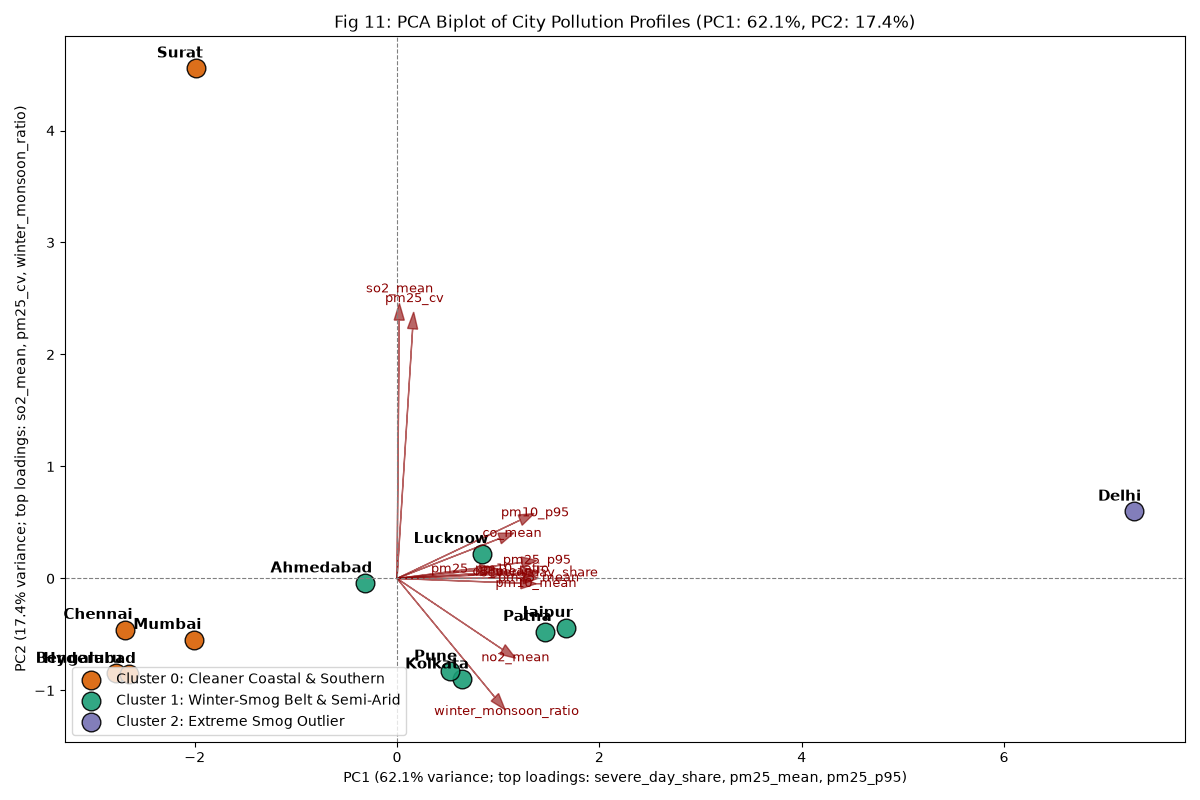 Fig 11: PCA Biplot of City Pollution Profiles (PC1: 62.1%, PC2: 17.4%)
Surat
4
3
so2_mean
pm25_cv
2
1
Delhi
pm10_p95
co_mean
Lucknow
pm25_p95
Ahmedabad
0
pm10_mean
Chennai
Mumbai
Patna
Jaipur
no2_mean
Pune
Kolkata
Hyderabad
−1
winter_monsoon_ratio
Cluster 0: Cleaner Coastal & Southern
Cluster 1: Winter-Smog Belt & Semi-Arid
Cluster 2: Extreme Smog Outlier
−2
0
2
4
6
PC1 (62.1% variance; top loadings: severe_day_share, pm25_mean, pm25_p95)
PC2 (17.4% variance; top loadings: so2_mean, pm25_cv, winter_monsoon_ratio)